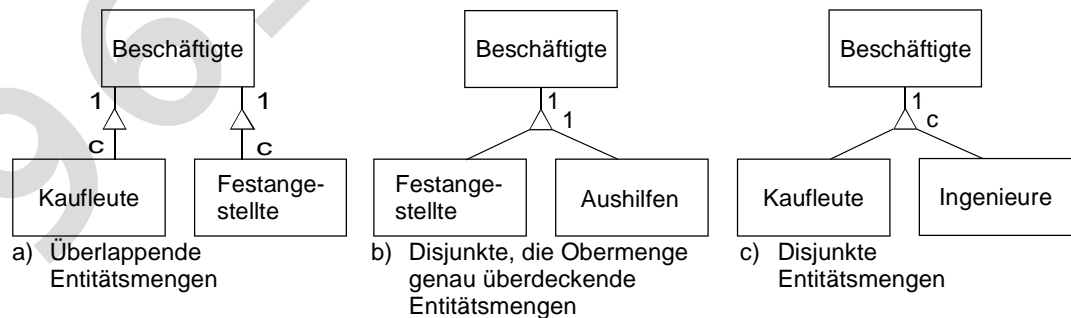 Beschäftigte
1
1
c
c
Kaufleute
Festange-
stellte
a) Überlappende
Entitätsmengen
Beschäftigte
1
1
Festange-
stellte
Aushilfen
b) Disjunkte, die Obermenge
genau überdeckende
Entitätsmengen
Beschäftigte
1
c
Kaufleute
Ingenieure
c) Disjunkte
Entitätsmengen